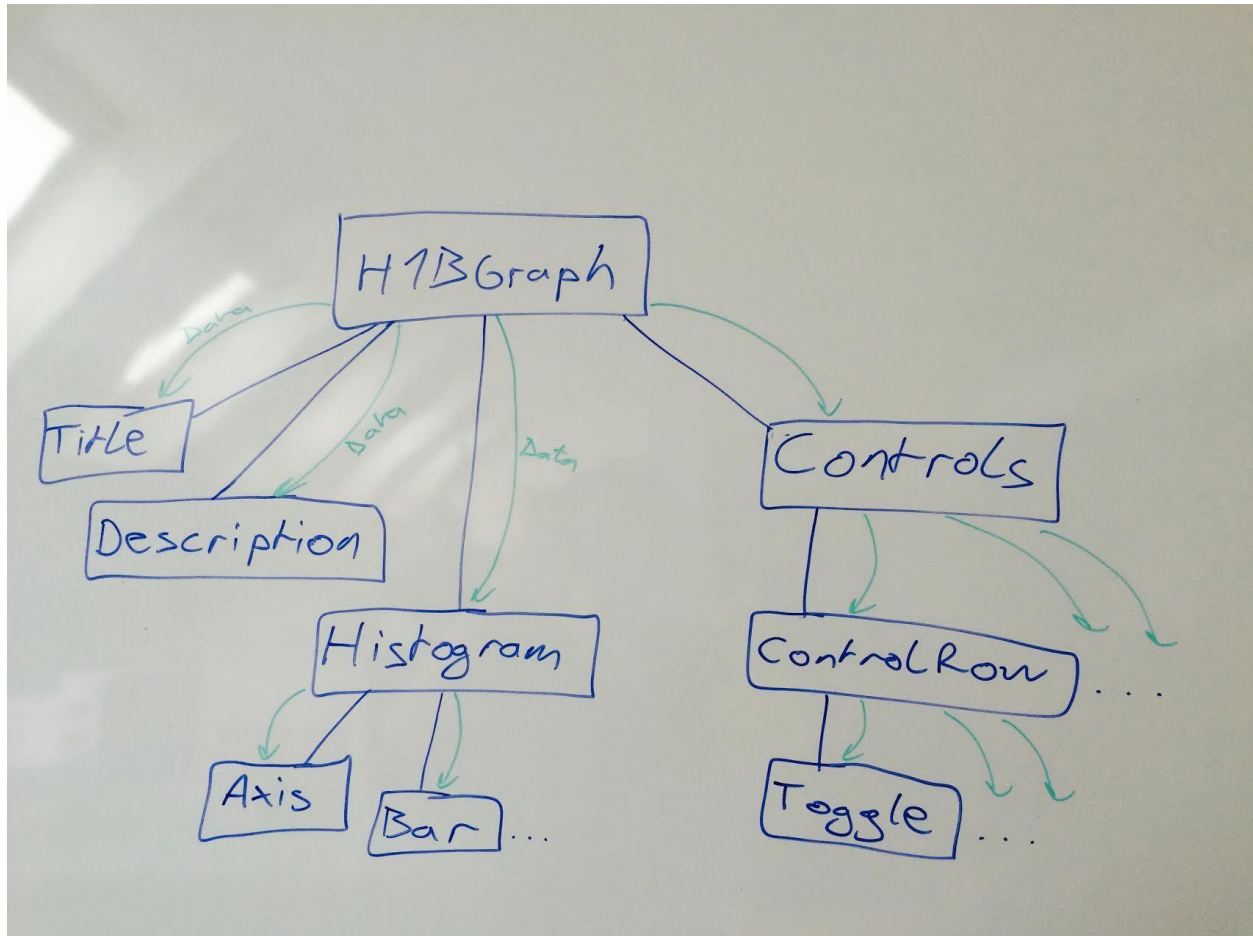 H1BGraph
Data
Data
Data
Title
Controls
Description
Histogram
ControlRow
....
Axis
Bar
...
Toggle
....